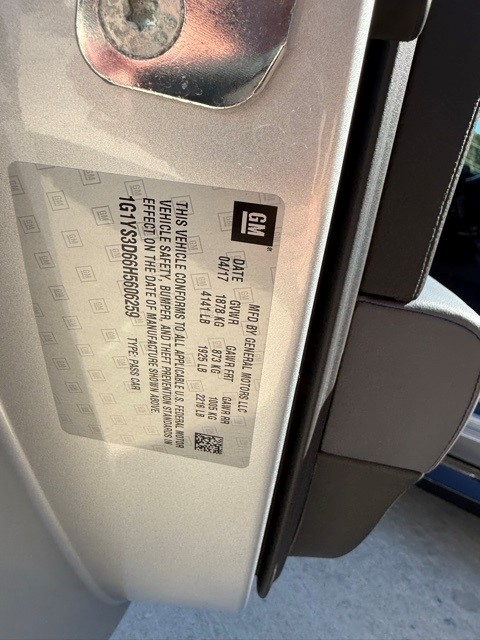 GM
MFD BY GENERAL MOTORS LLC
DATE GVWR GAWR FRT GAWR RR
04/17 1878 KG 873 KG 1005 KG
4141 LB 1925 LB 2216 LB
THIS VEHICLE CONFORMS TO ALL APPLICABLE U.S. FEDERAL MOTOR
VEHICLE SAFETY, BUMPER, AND THEFT PREVENTION STANDARDS IN
EFFECT ON THE DATE OF MANUFACTURE SHOWN ABOVE.
1G1YS3D66H5606259 TYPE: PASS CAR